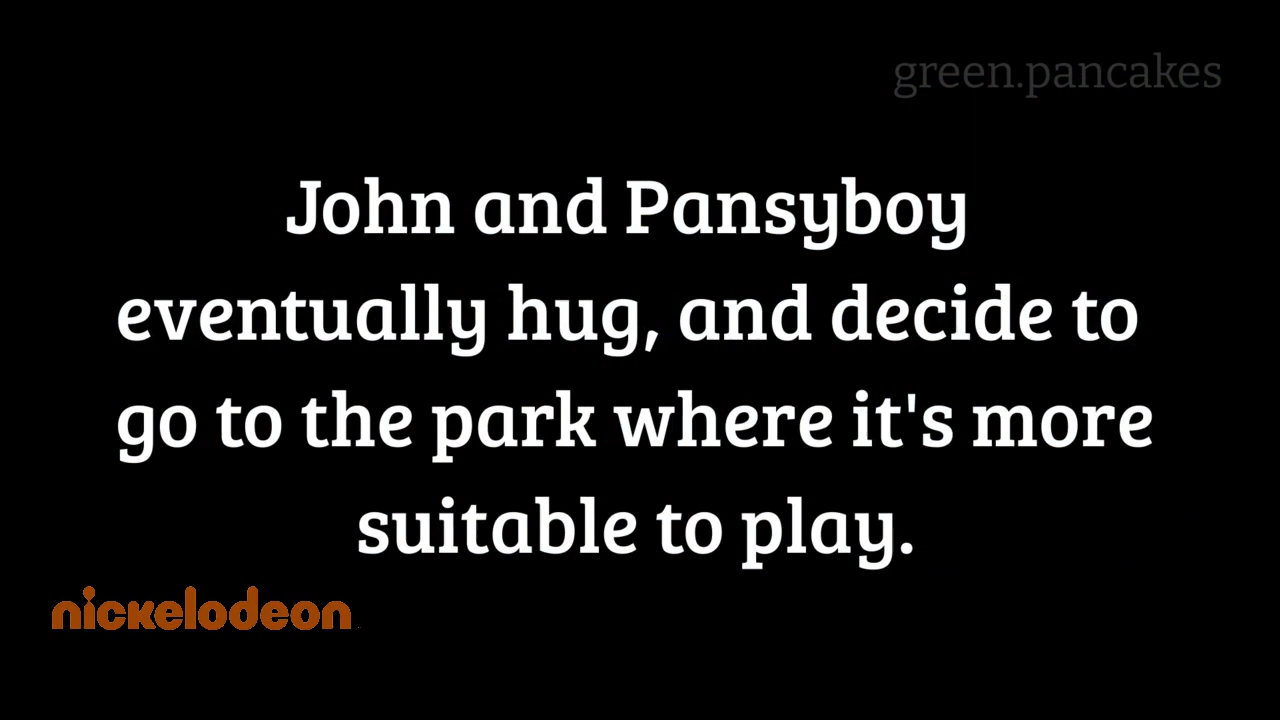 green.pancakes
John and Pansyboy
eventually hug, and decide to
go to the park where it's more
suitable to play.
nickelodeon